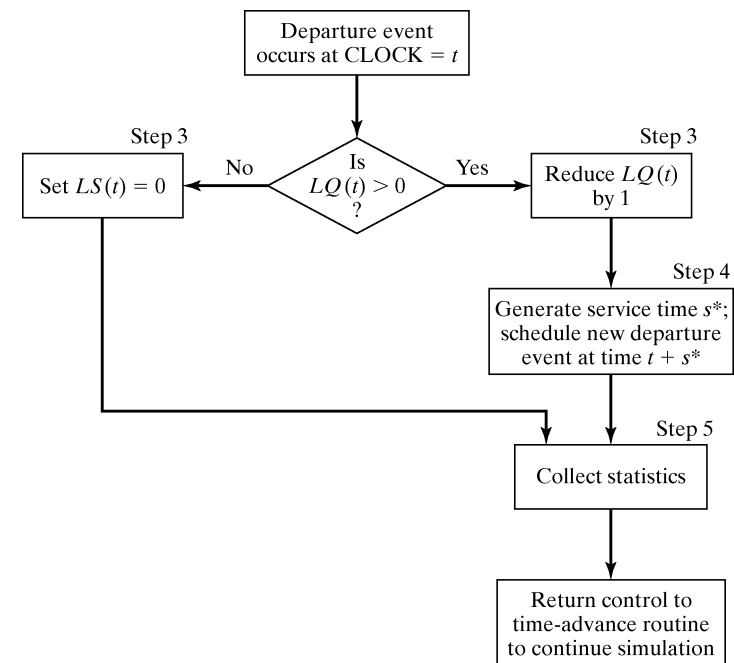 Departure event
occurs at CLOCK = t
Step 3
Step 3
No
Is
LQ(t) > 0
?
Yes
Set LS(t) = 0
Reduce LQ(t)
by 1
Step 4
Generate service time s*;
schedule new departure
event at time t + s*
Step 5
Collect statistics
Return control to
time-advance routine
to continue simulation